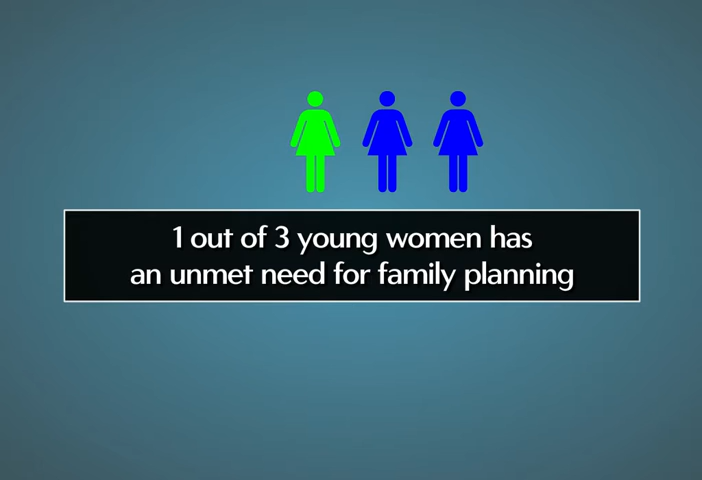 1 out of 3 young women has
an unmet need for family planning